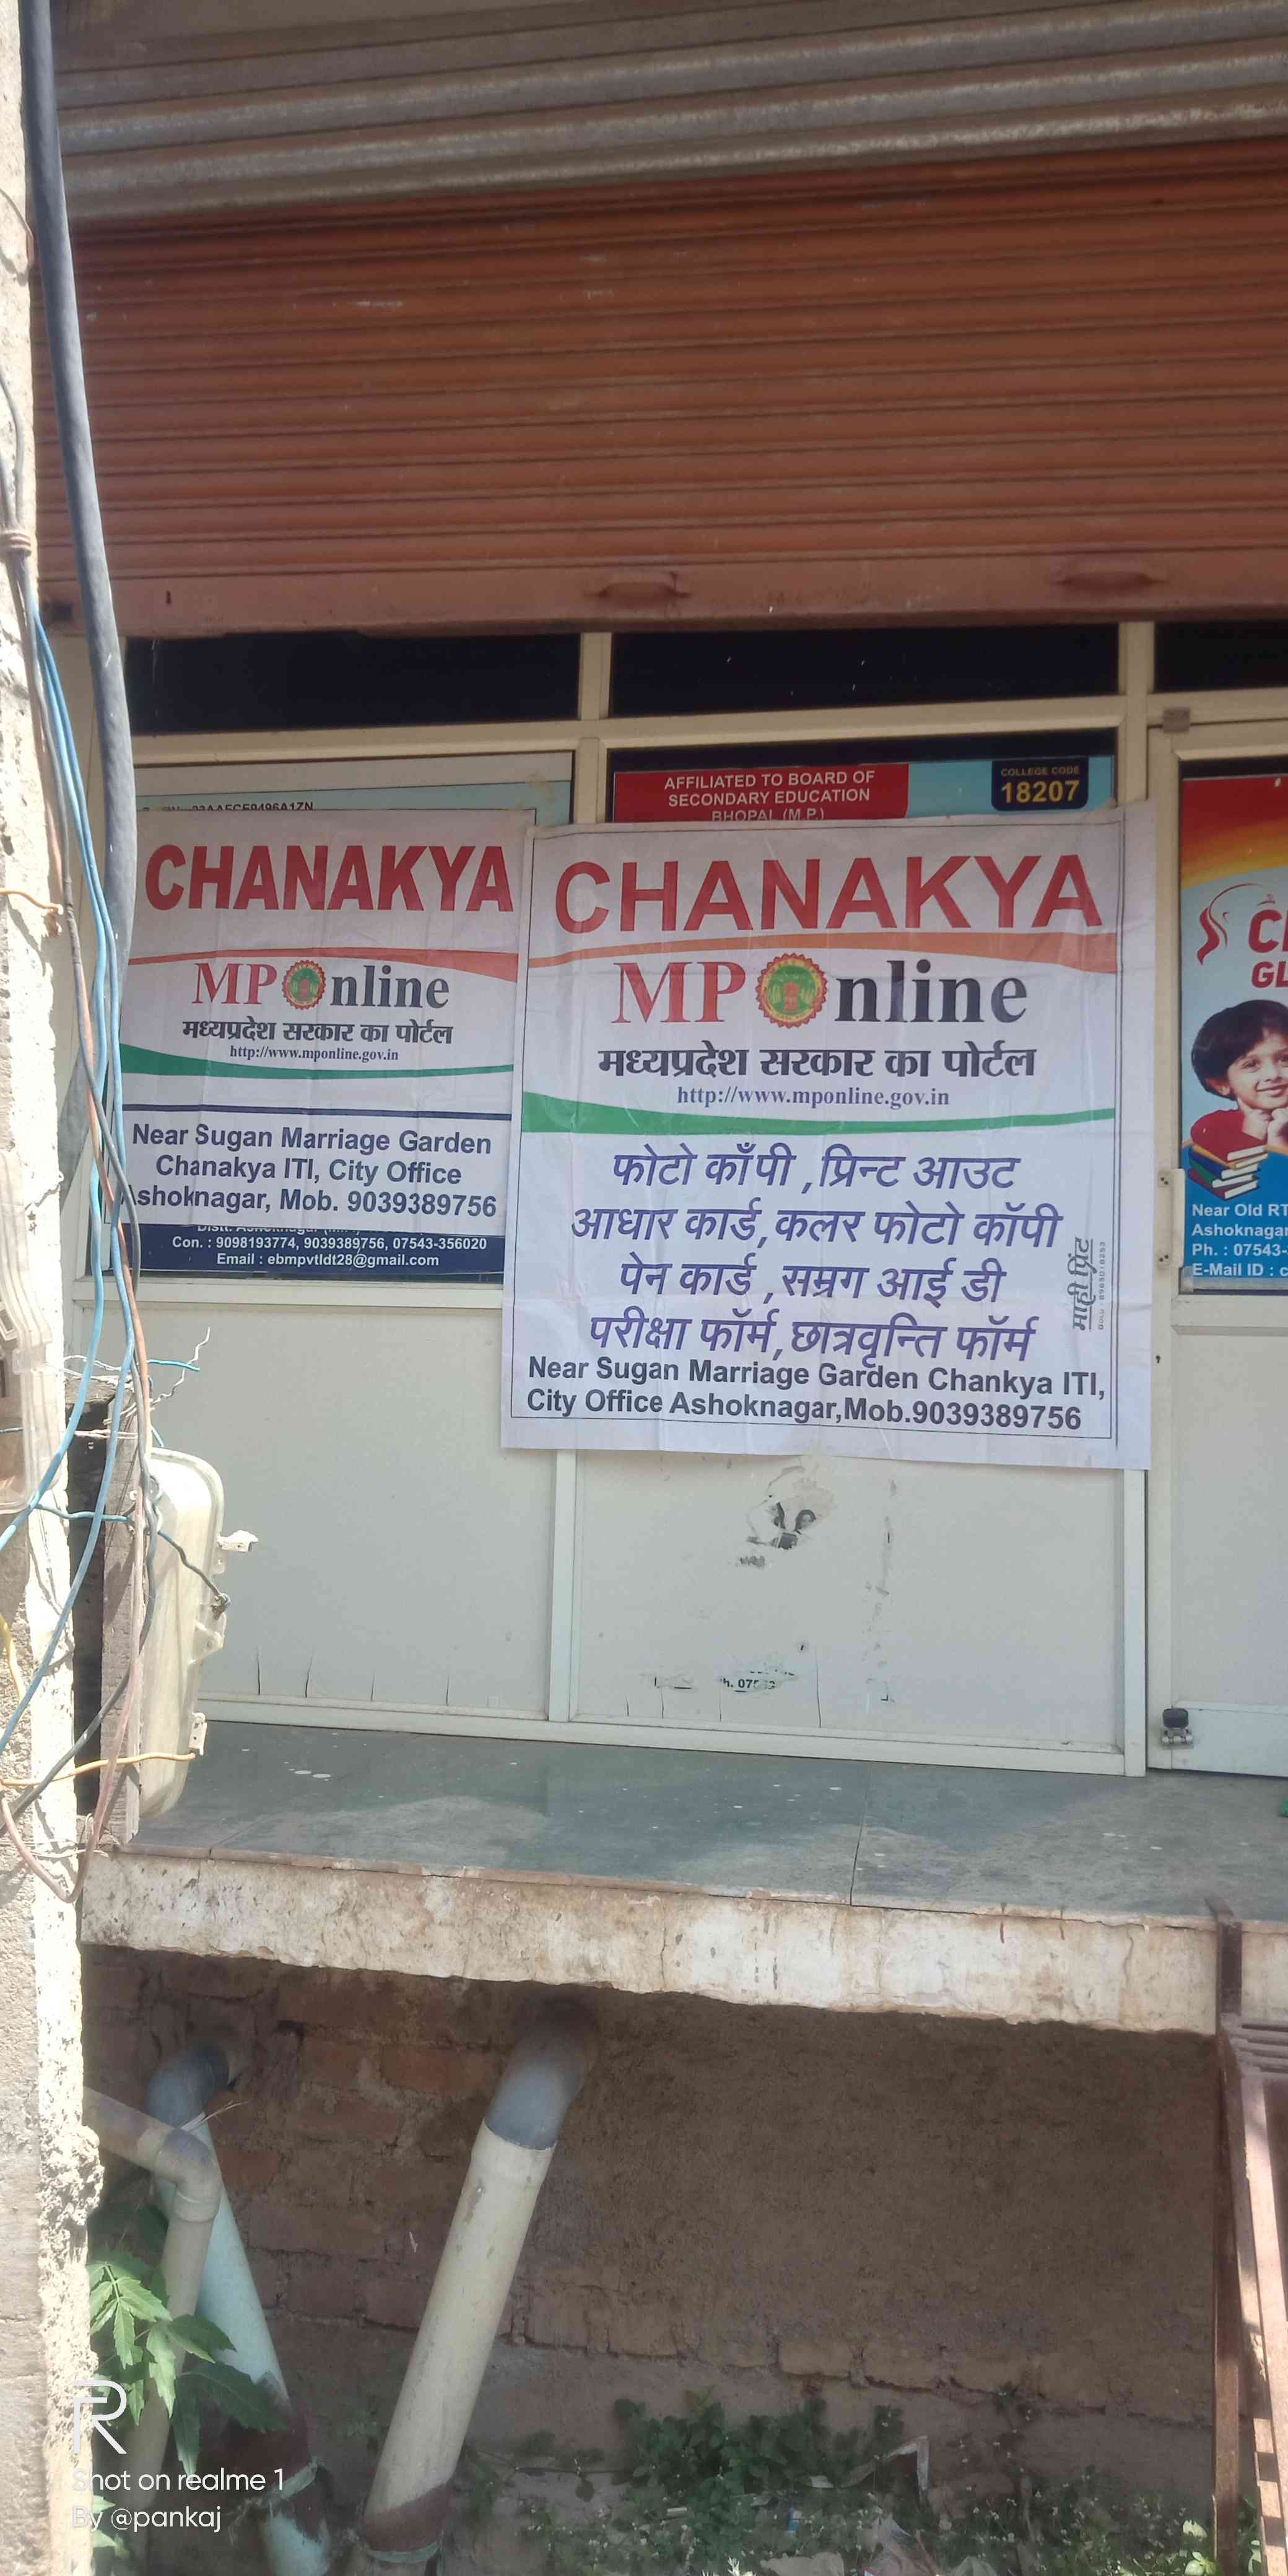 23AAECE9496A1ZN
CHANAKYA
MPOnline
मध्यप्रदेश सरकार का पोर्टल
http://www.mponline.gov.in
Near Sugan Marriage Garden
Chanakya ITI, City Office
Ashoknagar, Mob. 9039389756
Con. : 9098193774, 9039389756, 07543-356020
Email : ebmpvtldt28@gmail.com
AFFILIATED TO BOARD OF
SECONDARY EDUCATION
BHOPAL (M.P.)
COLLEGE CODE
18207
CHANAKYA
MPOnline
मध्यप्रदेश सरकार का पोर्टल
http://www.mponline.gov.in
फोटो कॉंपी ,प्रिन्ट आउट
आधार कार्ड,कलर फोटो कॉपी
पेन कार्ड ,सम्रग आई डी
परीक्षा फॉर्म,छात्रवृन्ति फॉर्म
माही प्रिंट
Near Sugan Marriage Garden Chankya ITI,
City Office Ashoknagar,Mob.9039389756
Near Old RT
Ashoknagar
Ph. : 07543-
E-Mail ID : c
Shot on realme 1
By @pankaj